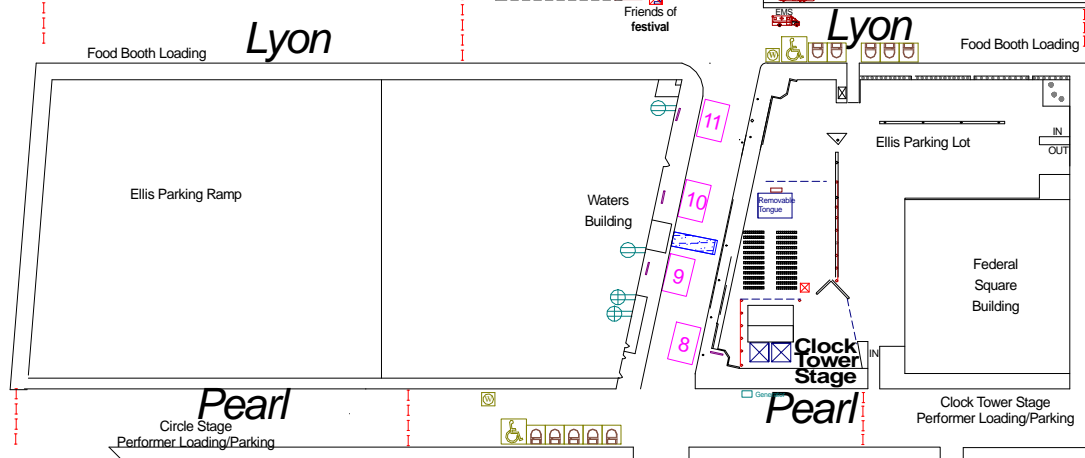 Friends of
festival
EMS
Lyon
Lyon
Food Booth Loading
Food Booth Loading
W
W
11
Ellis Parking Lot
IN
OUT
Ellis Parking Ramp
Waters
Building
10
Removable
Tongue
9
Federal
Square
Building
8
Clock
Tower
Stage
IN
Pearl
Pearl
W
Circle Stage
Performer Loading/Parking
Clock Tower Stage
Performer Loading/Parking